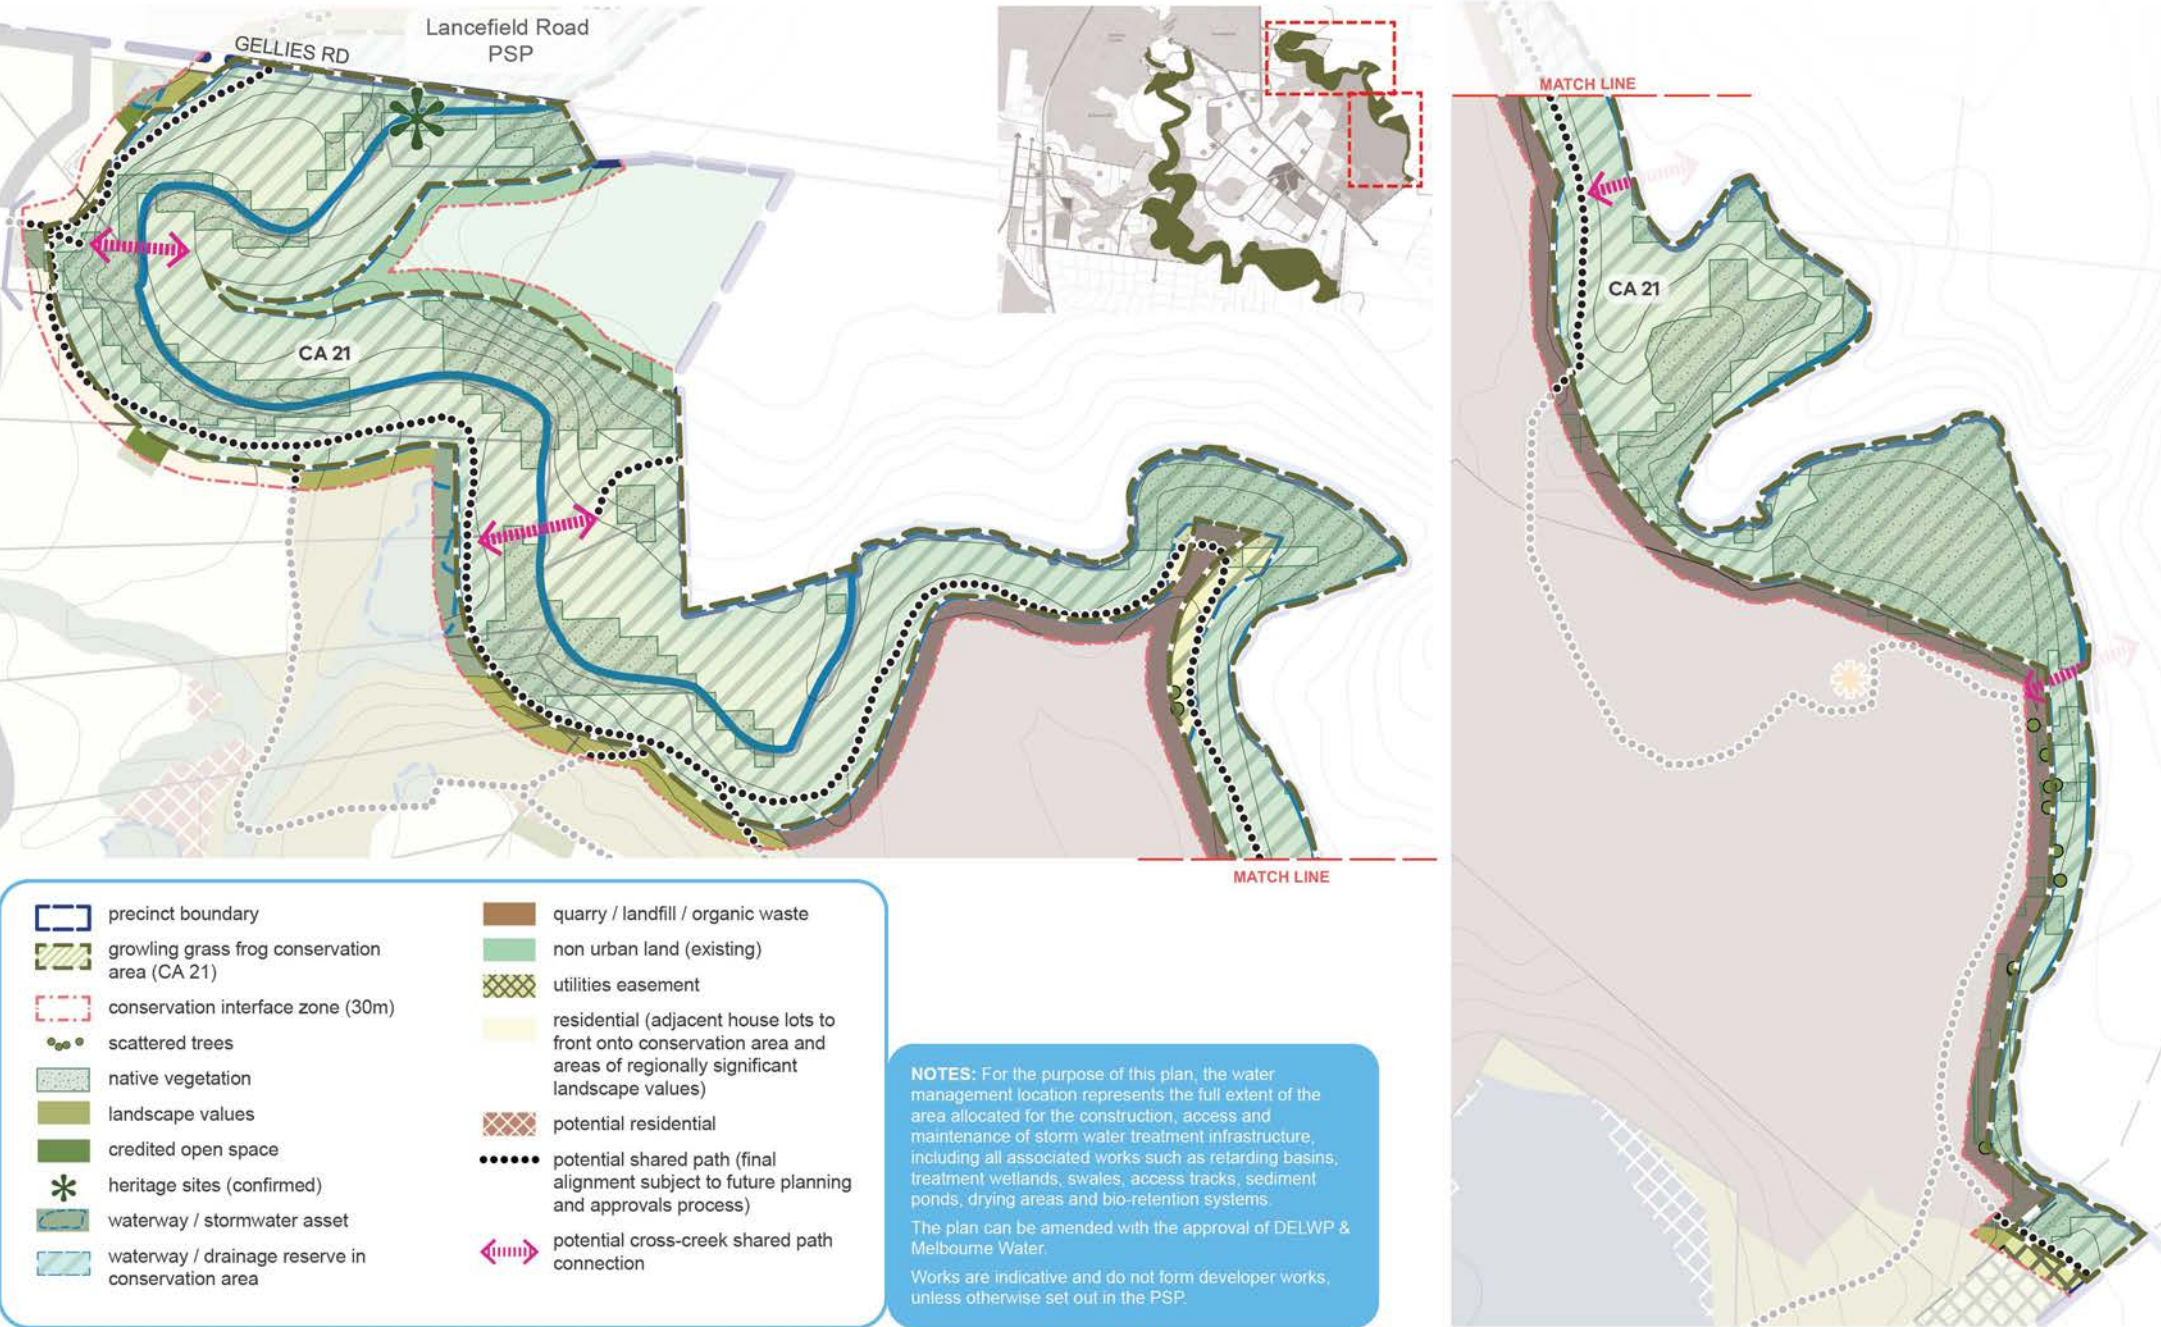 Lancefield Road
PSP
GELLIES RD
CA 21
MATCH LINE
MATCH LINE
CA 21
precinct boundary
growling grass frog conservation
area (CA 21)
conservation interface zone (30m)
scattered trees
native vegetation
landscape values
credited open space
heritage sites (confirmed)
waterway / stormwater asset
waterway / drainage reserve in
conservation area
quarry / landfill / organic waste
non urban land (existing)
utilities easement
residential (adjacent house lots to
front onto conservation area and
areas of regionally significant
landscape values)
potential residential
potential shared path (final
alignment subject to future planning
and approvals process)
potential cross-creek shared path
connection
NOTES: For the purpose of this plan, the water
management location represents the full extent of the
area allocated for the construction, access and
maintenance of storm water treatment infrastructure,
including all associated works such as retarding basins,
treatment wetlands, swales, access tracks, sediment
ponds, drying areas and bio-retention systems.
The plan can be amended with the approval of DELWP &
Melbourne Water.
Works are indicative and do not form developer works,
unless otherwise set out in the PSP.